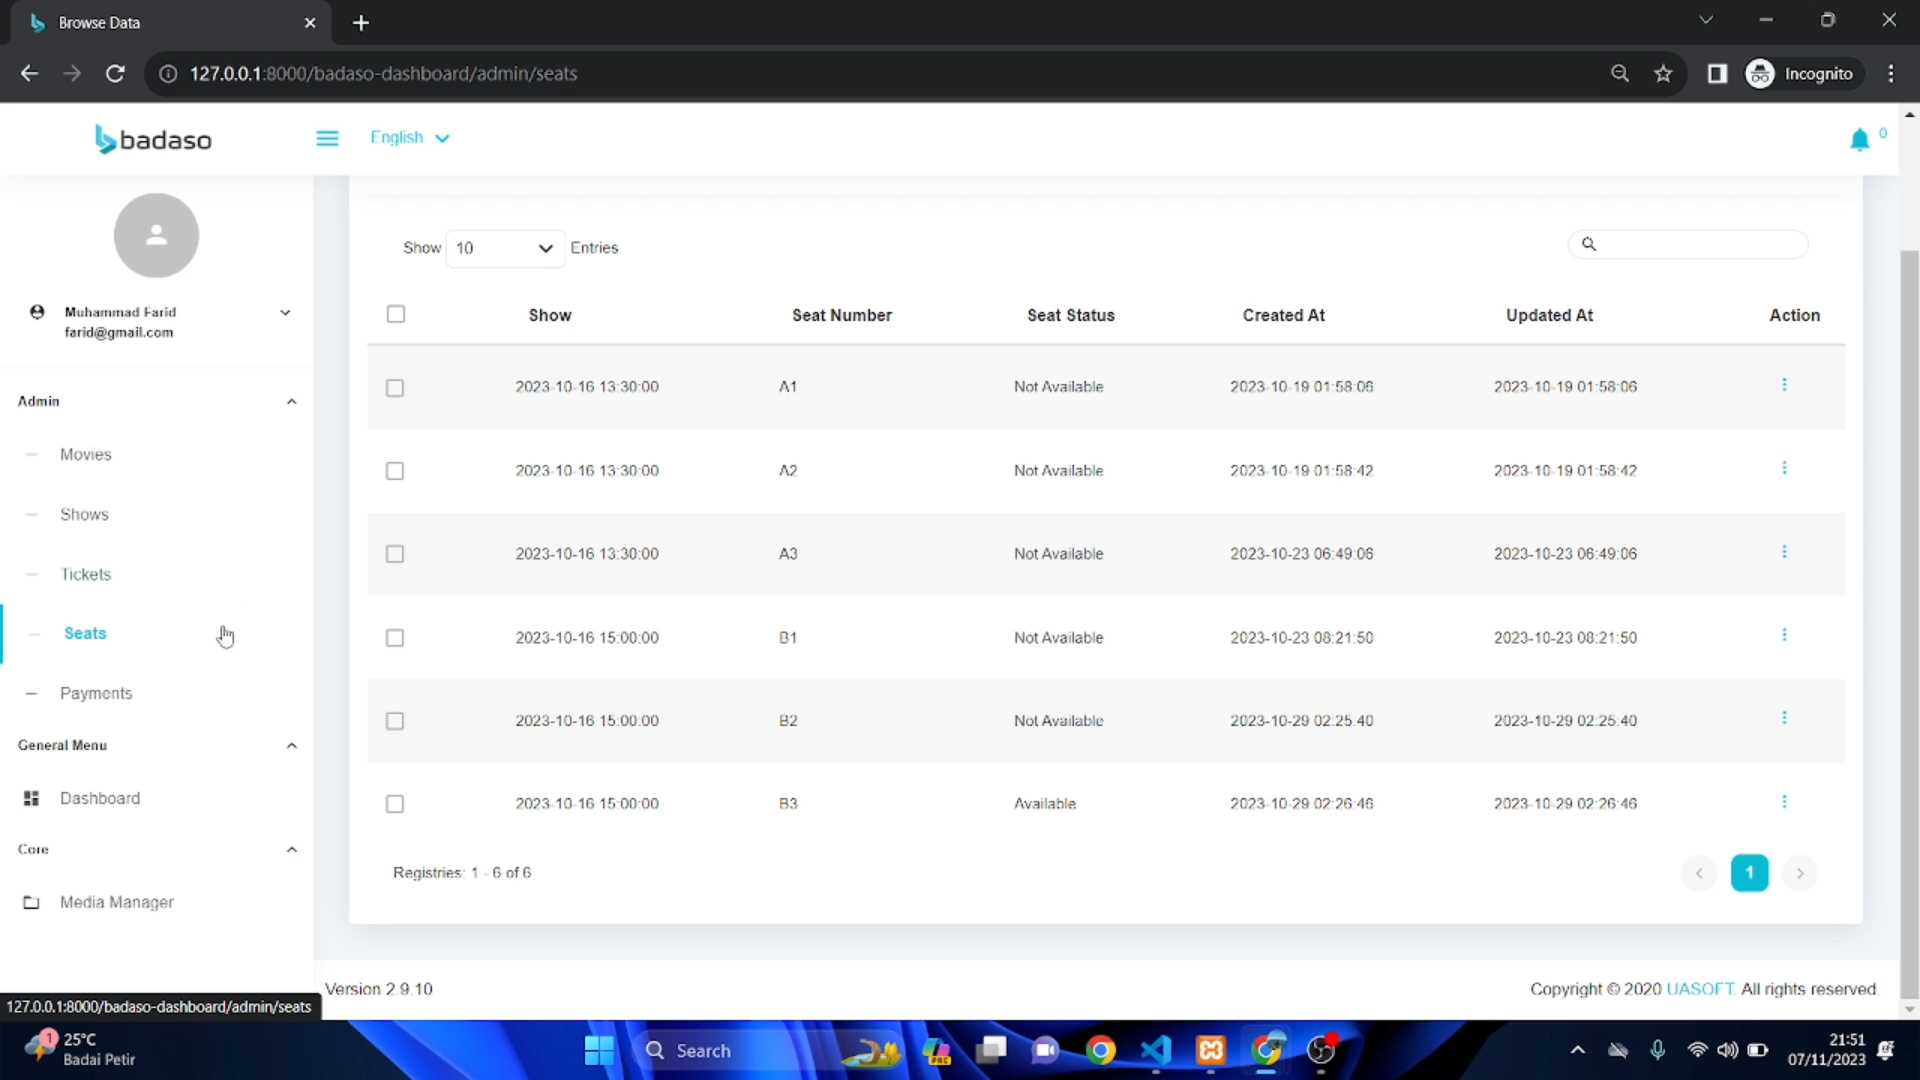 Browse Data
127.0.0.1:8000/badaso-dashboard/admin/seats
Incognito
badaso
English
0
Muhammad Farid
farid@gmail.com
Admin
Movies
Shows
Tickets
Seats
Payments
General Menu
Dashboard
Core
Media Manager
Show 10 Entries
Show Seat Number Seat Status Created At Updated At Action
2023-10-16 13:30:00 A1 Not Available 2023-10-19 01:58:06 2023-10-19 01:58:06
2023-10-16 13:30:00 A2 Not Available 2023-10-19 01:58:42 2023-10-19 01:58:42
2023-10-16 13:30:00 A3 Not Available 2023-10-23 06:49:06 2023-10-23 06:49:06
2023-10-16 15:00:00 B1 Not Available 2023-10-23 08:21:50 2023-10-23 08:21:50
2023-10-16 15:00:00 B2 Not Available 2023-10-29 02:25:40 2023-10-29 02:25:40
2023-10-16 15:00:00 B3 Available 2023-10-29 02:26:46 2023-10-29 02:26:46
Registries: 1 - 6 of 6
1
Version 2.9.10
Copyright © 2020 UASOFT. All rights reserved.
127.0.0.1:8000/badaso-dashboard/admin/seats
1
25°C
Badai Petir
Search
PRE
21:51
07/11/2023